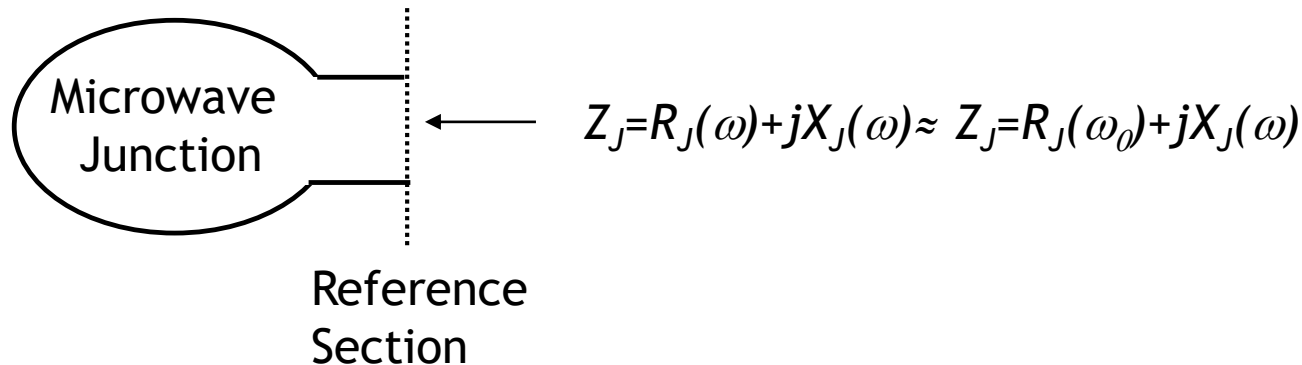 Microwave
Junction
Z_J=R_J(ω)+jX_J(ω)≈ Z_J=R_J(ω_0)+jX_J(ω)
Reference
Section